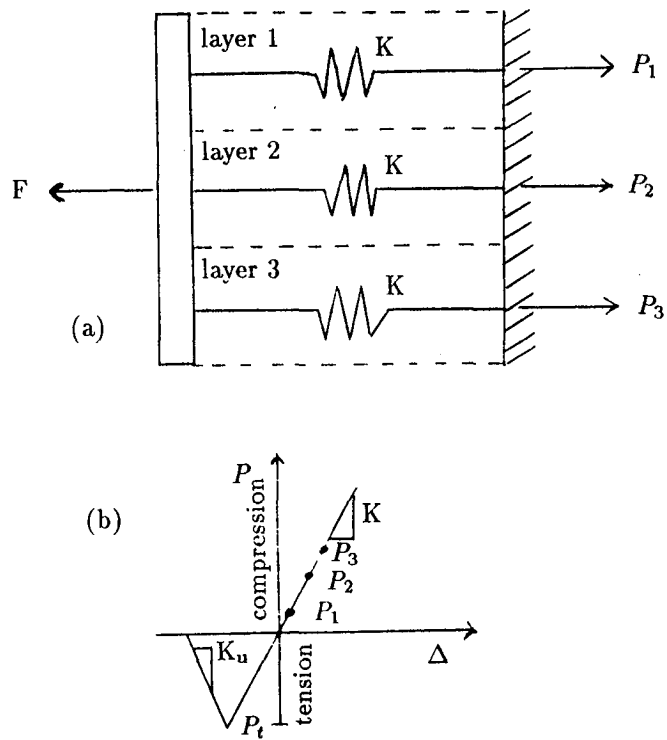 layer 1
K
P₁
layer 2
K
F
P₂
layer 3
K
P₃
(a)
(b)
P
compression
K
P₃
P₂
P₁
Kᵤ
Δ
Pₜ
tension